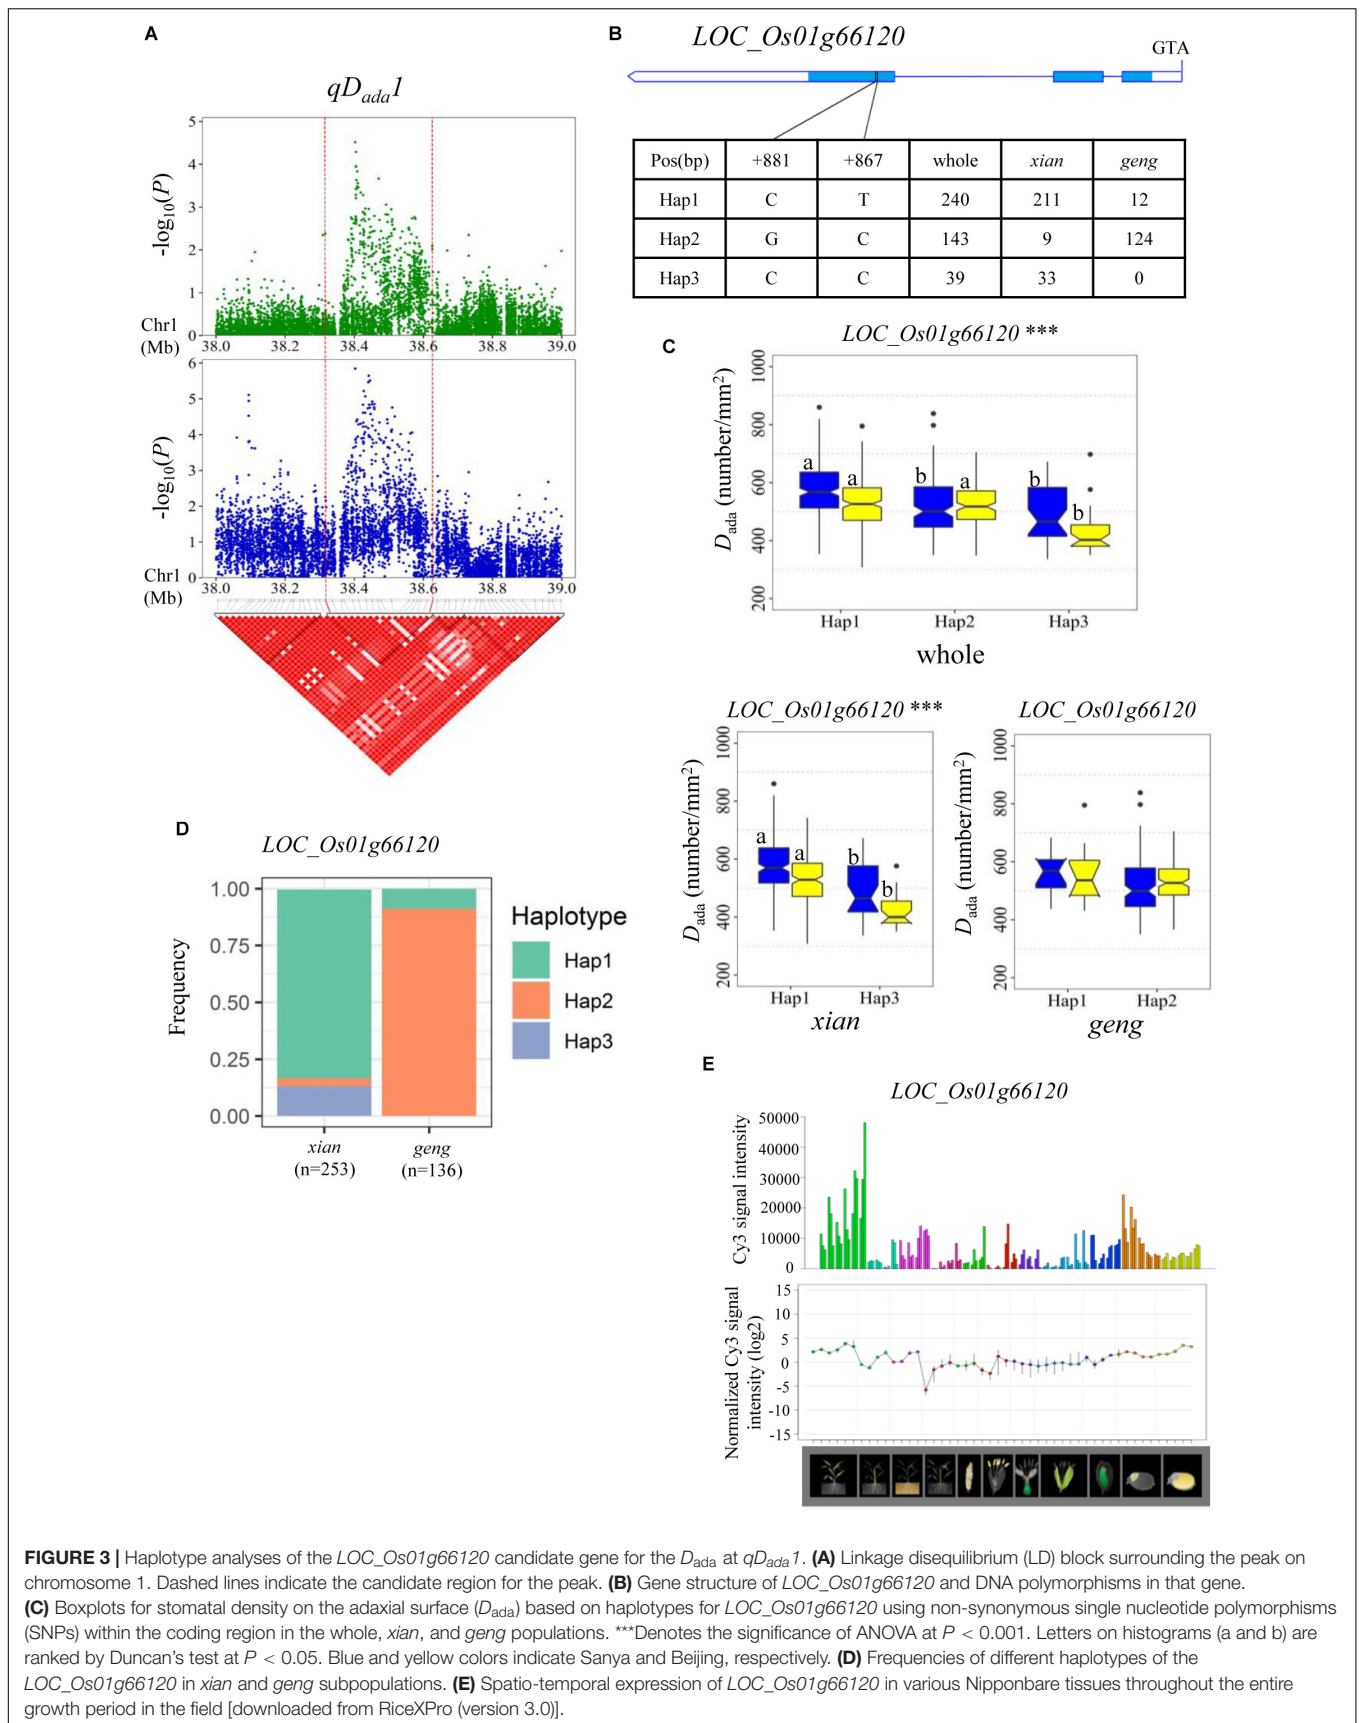 A
qDada1
5
4
3
2
1
0
-log10(P)
Chr1
(Mb)
38.0 38.2 38.4 38.6 38.8 39.0
6
5
4
3
2
1
0
-log10(P)
Chr1
(Mb)
38.0 38.2 38.4 38.6 38.8 39.0
B
LOC_Os01g66120
GTA
Pos(bp) +881 +867 whole xian geng
Hap1 C T 240 211 12
Hap2 G C 143 9 124
Hap3 C C 39 33 0
C
LOC_Os01g66120 ***
Dada (number/mm2)
1000
800
600
400
200
a a b a b b
Hap1 Hap2 Hap3
whole
LOC_Os01g66120 ***
Dada (number/mm2)
1000
800
600
400
200
a a b b
Hap1 Hap3
xian
LOC_Os01g66120
Dada (number/mm2)
1000
800
600
400
200
Hap1 Hap2
geng
D
LOC_Os01g66120
Frequency
1.00
0.75
0.50
0.25
0.00
xian geng
(n=253) (n=136)
Haplotype
Hap1
Hap2
Hap3
E
LOC_Os01g66120
Cy3 signal intensity
50000
40000
30000
20000
10000
0
Normalized Cy3 signal
intensity (log2)
15
10
5
0
-5
-10
-15
FIGURE 3 | Haplotype analyses of the LOC_Os01g66120 candidate gene for the Dada at qDada1. (A) Linkage disequilibrium (LD) block surrounding the peak on
chromosome 1. Dashed lines indicate the candidate region for the peak. (B) Gene structure of LOC_Os01g66120 and DNA polymorphisms in that gene.
(C) Boxplots for stomatal density on the adaxial surface (Dada) based on haplotypes for LOC_Os01g66120 using non-synonymous single nucleotide polymorphisms
(SNPs) within the coding region in the whole, xian, and geng populations. ***Denotes the significance of ANOVA at P < 0.001. Letters on histograms (a and b) are
ranked by Duncan's test at P < 0.05. Blue and yellow colors indicate Sanya and Beijing, respectively. (D) Frequencies of different haplotypes of the
LOC_Os01g66120 in xian and geng subpopulations. (E) Spatio-temporal expression of LOC_Os01g66120 in various Nipponbare tissues throughout the entire
growth period in the field [downloaded from RiceXPro (version 3.0)].